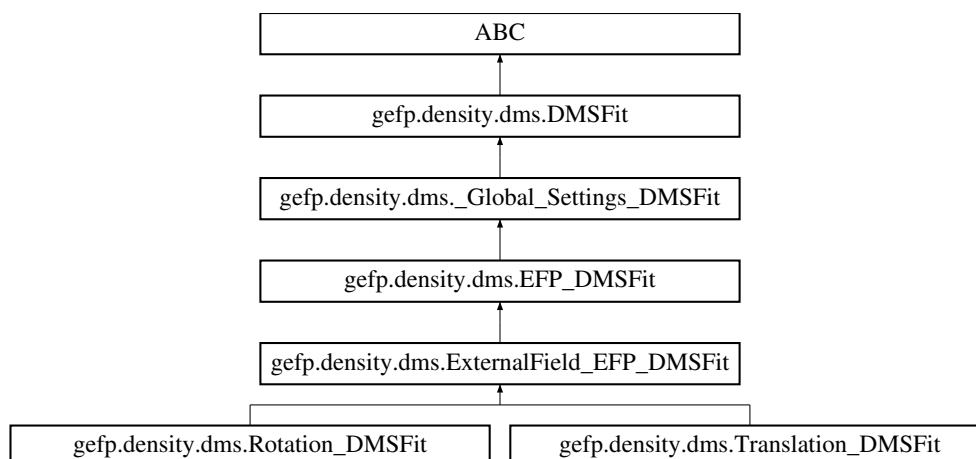 ABC
gefp.density.dms.DMSFit
gefp.density.dms._Global_Settings_DMSFit
gefp.density.dms.EFP_DMSFit
gefp.density.dms.ExternalField_EFP_DMSFit
gefp.density.dms.Rotation_DMSFit
gefp.density.dms.Translation_DMSFit